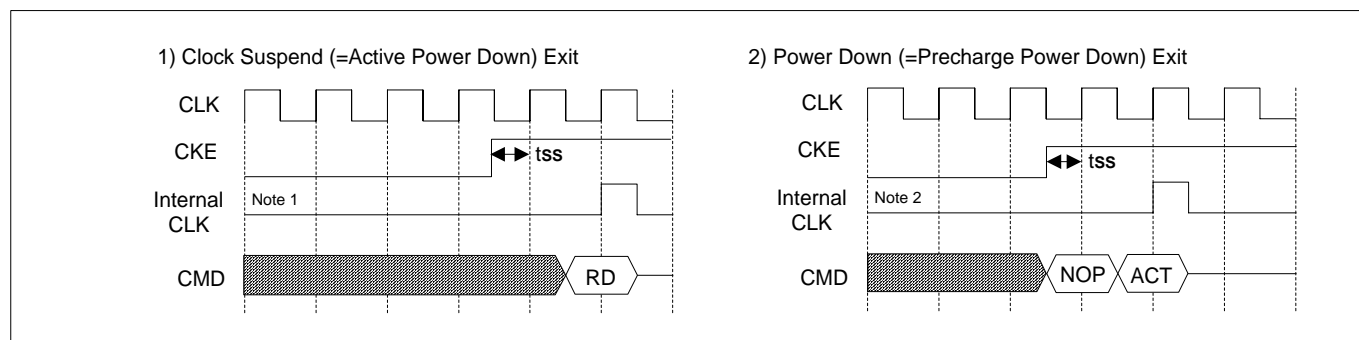 1) Clock Suspend (=Active Power Down) Exit
CLK
CKE
tss
Internal
CLK
Note 1
CMD
RD
2) Power Down (=Precharge Power Down) Exit
CLK
CKE
tss
Internal
CLK
Note 2
CMD
NOP
ACT